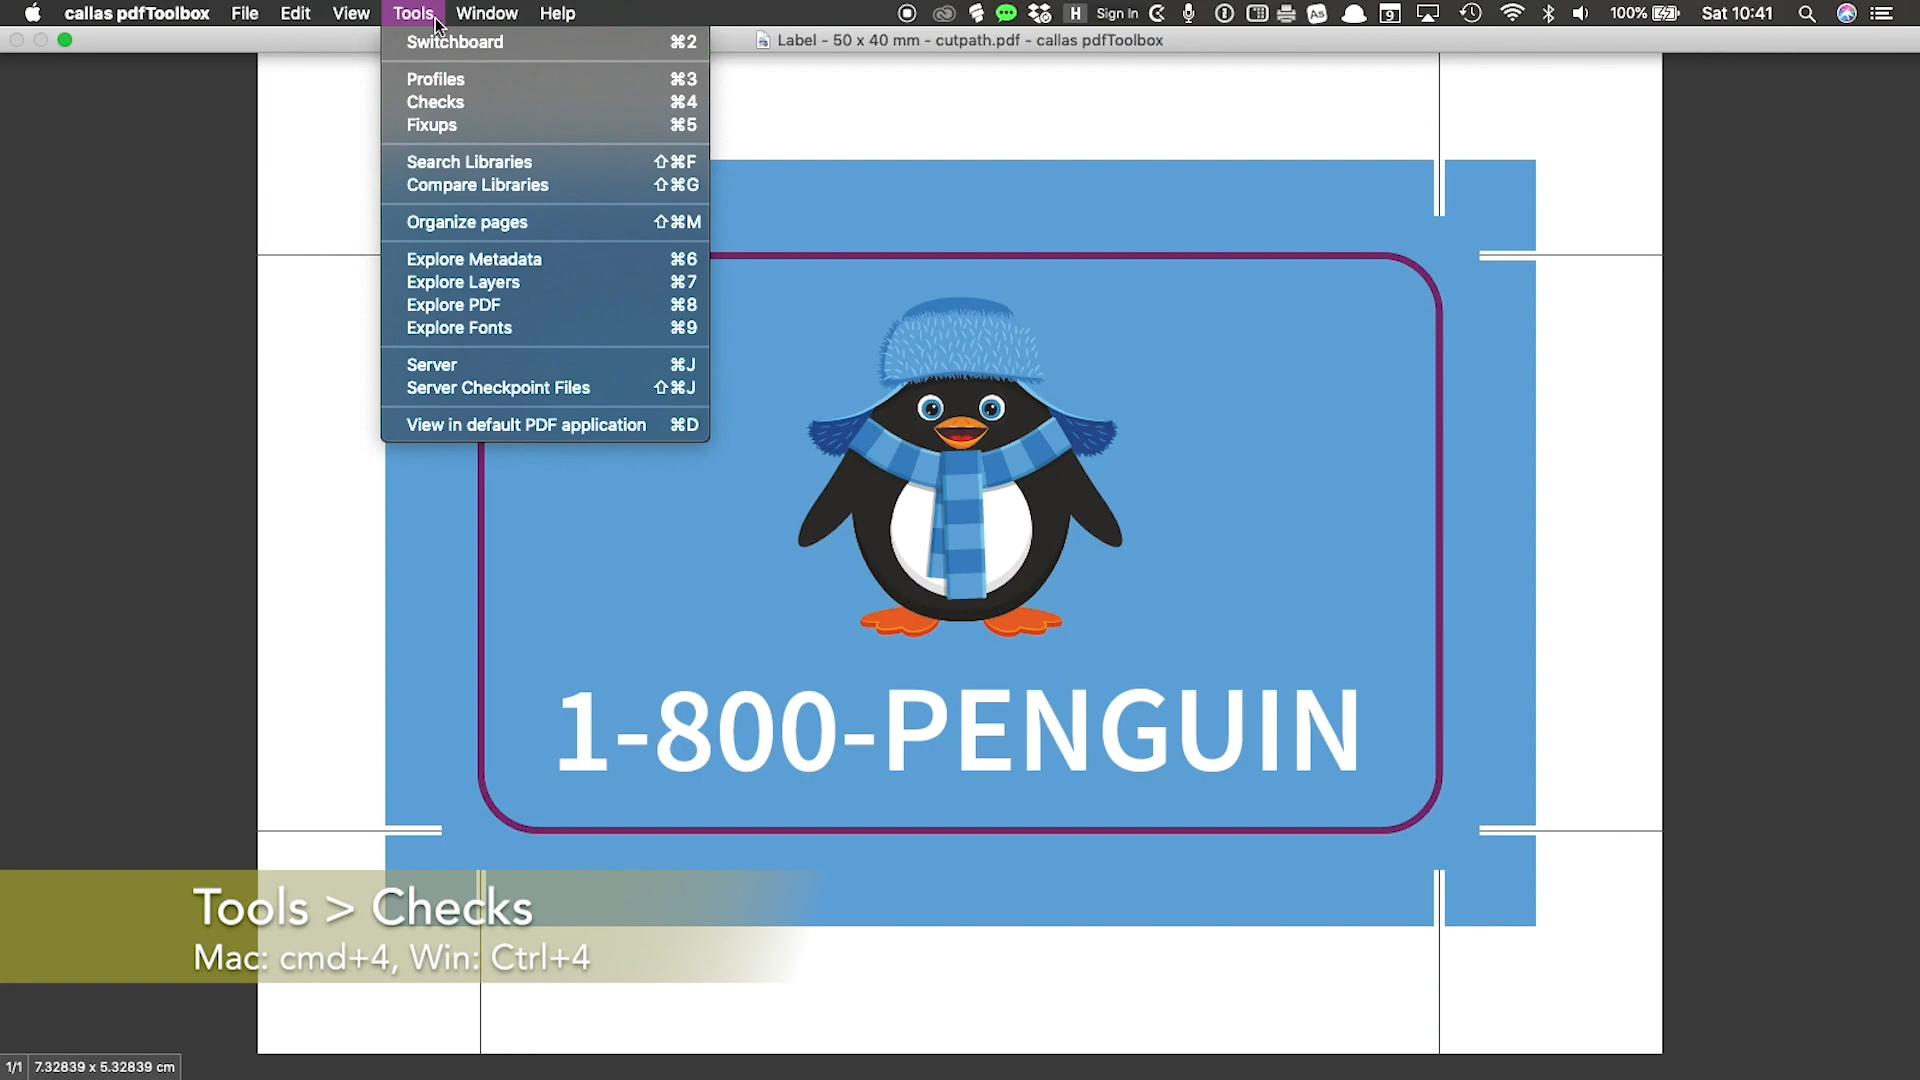 callas pdfToolbox File Edit View Tools Window Help Sign In 100% Sat 10:41
Label - 50 x 40 mm - cutpath.pdf - callas pdfToolbox
Switchboard ⌘2
Profiles ⌘3
Checks ⌘4
Fixups ⌘5
Search Libraries ⇧⌘F
Compare Libraries ⇧⌘G
Organize pages ⇧⌘M
Explore Metadata ⌘6
Explore Layers ⌘7
Explore PDF ⌘8
Explore Fonts ⌘9
Server ⌘J
Server Checkpoint Files ⇧⌘J
View in default PDF application ⌘D
1-800-PENGUIN
Tools > Checks
Mac: cmd+4, Win: Ctrl+4
1/1 7.32839 x 5.32839 cm